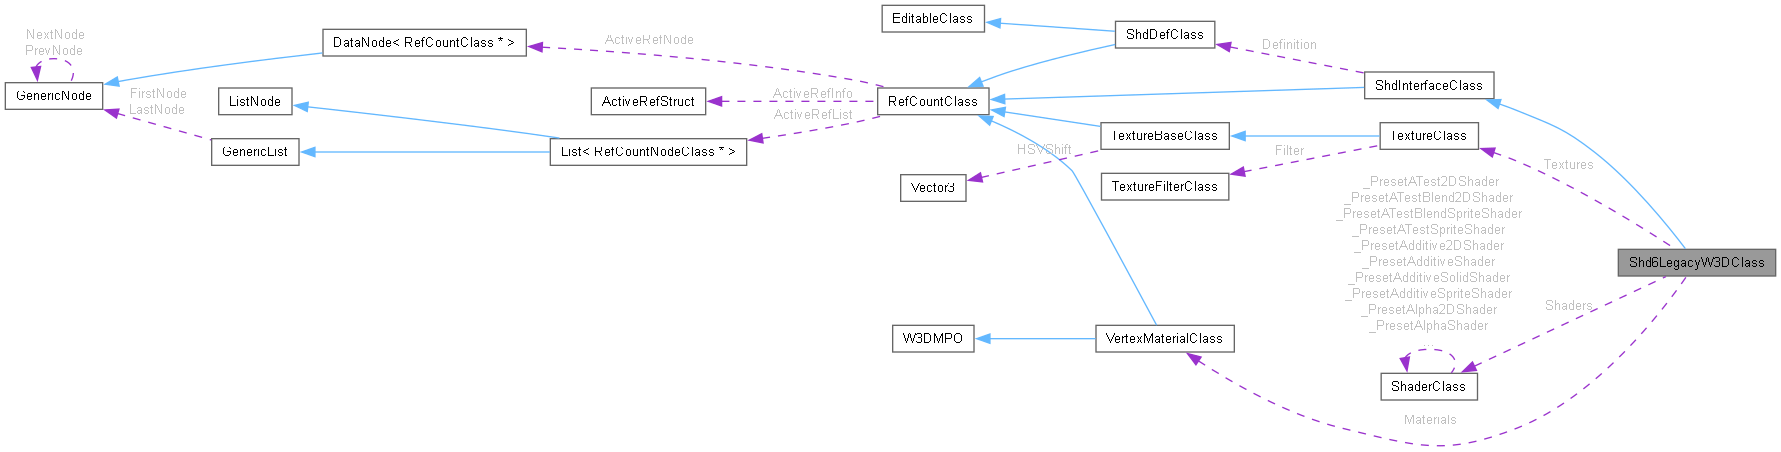 NextNode
PrevNode
GenericNode
DataNode< RefCountClass * >
ListNode
FirstNode
LastNode
GenericList
ActiveRefNode
ActiveRefStruct
List< RefCountNodeClass * >
ActiveRefInfo
ActiveRefList
EditableClass
RefCountClass
HSVShift
Vector3
W3DMPO
ShdDefClass
TextureBaseClass
TextureFilterClass
VertexMaterialClass
Definition
Filter
ShdInterfaceClass
TextureClass
_PresetATest2DShader
_PresetATestBlend2DShader
_PresetATestBlendSpriteShader
_PresetATestSpriteShader
_PresetAdditive2DShader
_PresetAdditiveShader
_PresetAdditiveSolidShader
_PresetAdditiveSpriteShader
_PresetAlpha2DShader
_PresetAlphaShader
...
ShaderClass
Textures
Shaders
Materials
Shd6LegacyW3DClass